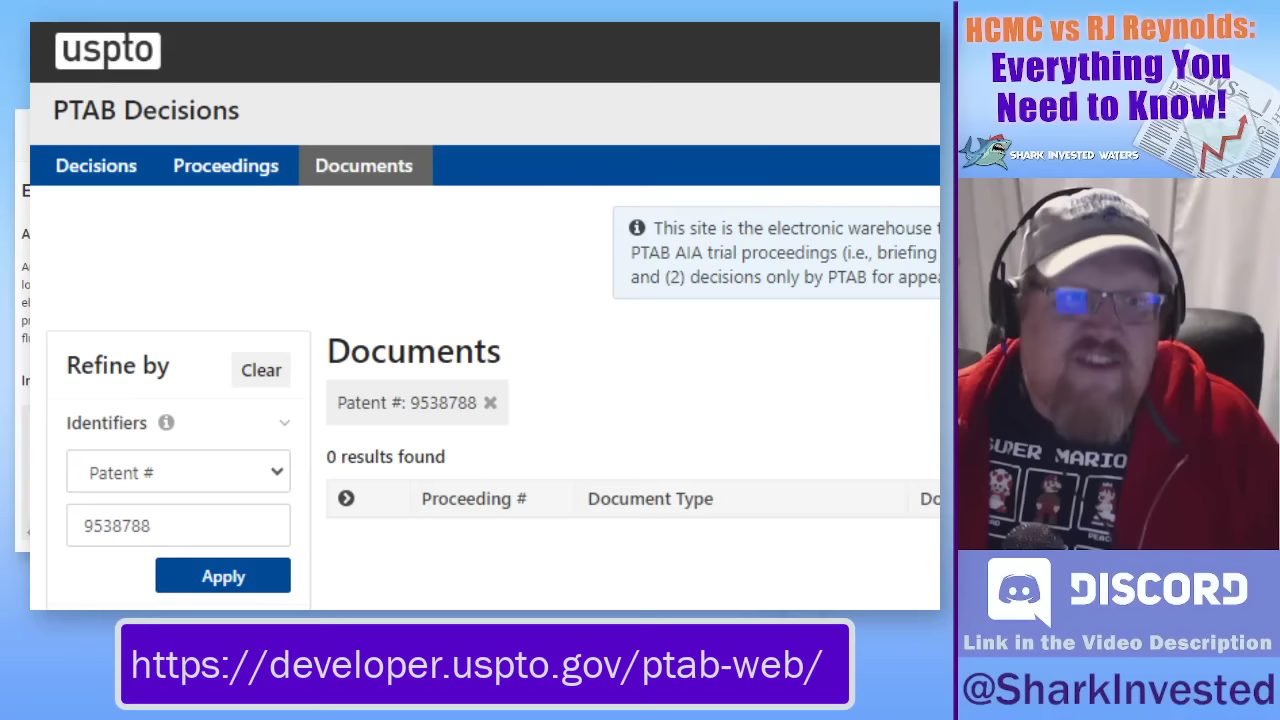 uspto
PTAB Decisions
Decisions
Proceedings
Documents
This site is the electronic warehouse
PTAB AIA trial proceedings (i.e., briefing
and (2) decisions only by PTAB for appea
Refine by
Clear
Identifiers
Patent #
9538788
Apply
Documents
Patent #: 9538788
0 results found
Proceeding #
Document Type
Do
https://developer.uspto.gov/ptab-web/
HCMC vs RJ Reynolds:
Everything You
Need to Know!
SHARK INVESTED WATERS
SUPER MARIO
DISCORD
Link in the Video Description
@SharkInvested